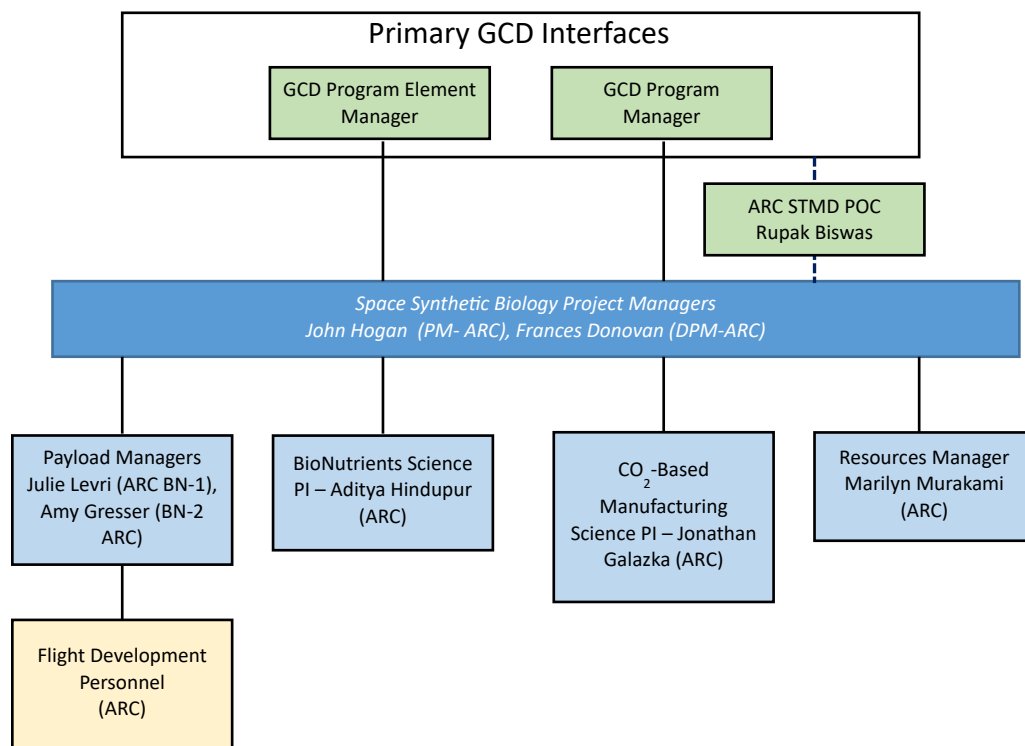 Primary GCD Interfaces
GCD Program Element
Manager
GCD Program
Manager
ARC STMD POC
Rupak Biswas
Space Synthetic Biology Project Managers
John Hogan  (PM- ARC), Frances Donovan (DPM-ARC)
Payload Managers
Julie Levri (ARC BN-1),
Amy Gresser (BN-2
ARC)
BioNutrients Science
PI – Aditya Hindupur
(ARC)
CO₂-Based
Manufacturing
Science PI – Jonathan
Galazka (ARC)
Resources Manager
Marilyn Murakami
(ARC)
Flight Development
Personnel
(ARC)